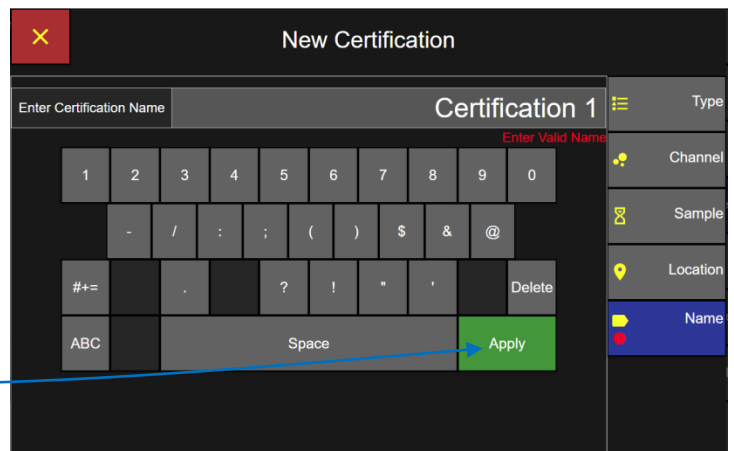 ×
New Certification
Enter Certification Name
Certification 1
Enter Valid Name
1 2 3 4 5 6 7 8 9 0
- / : ; ( ) $ & @
#+= . ? ! " ' Delete
ABC Space Apply
Type
Channel
Sample
Location
Name